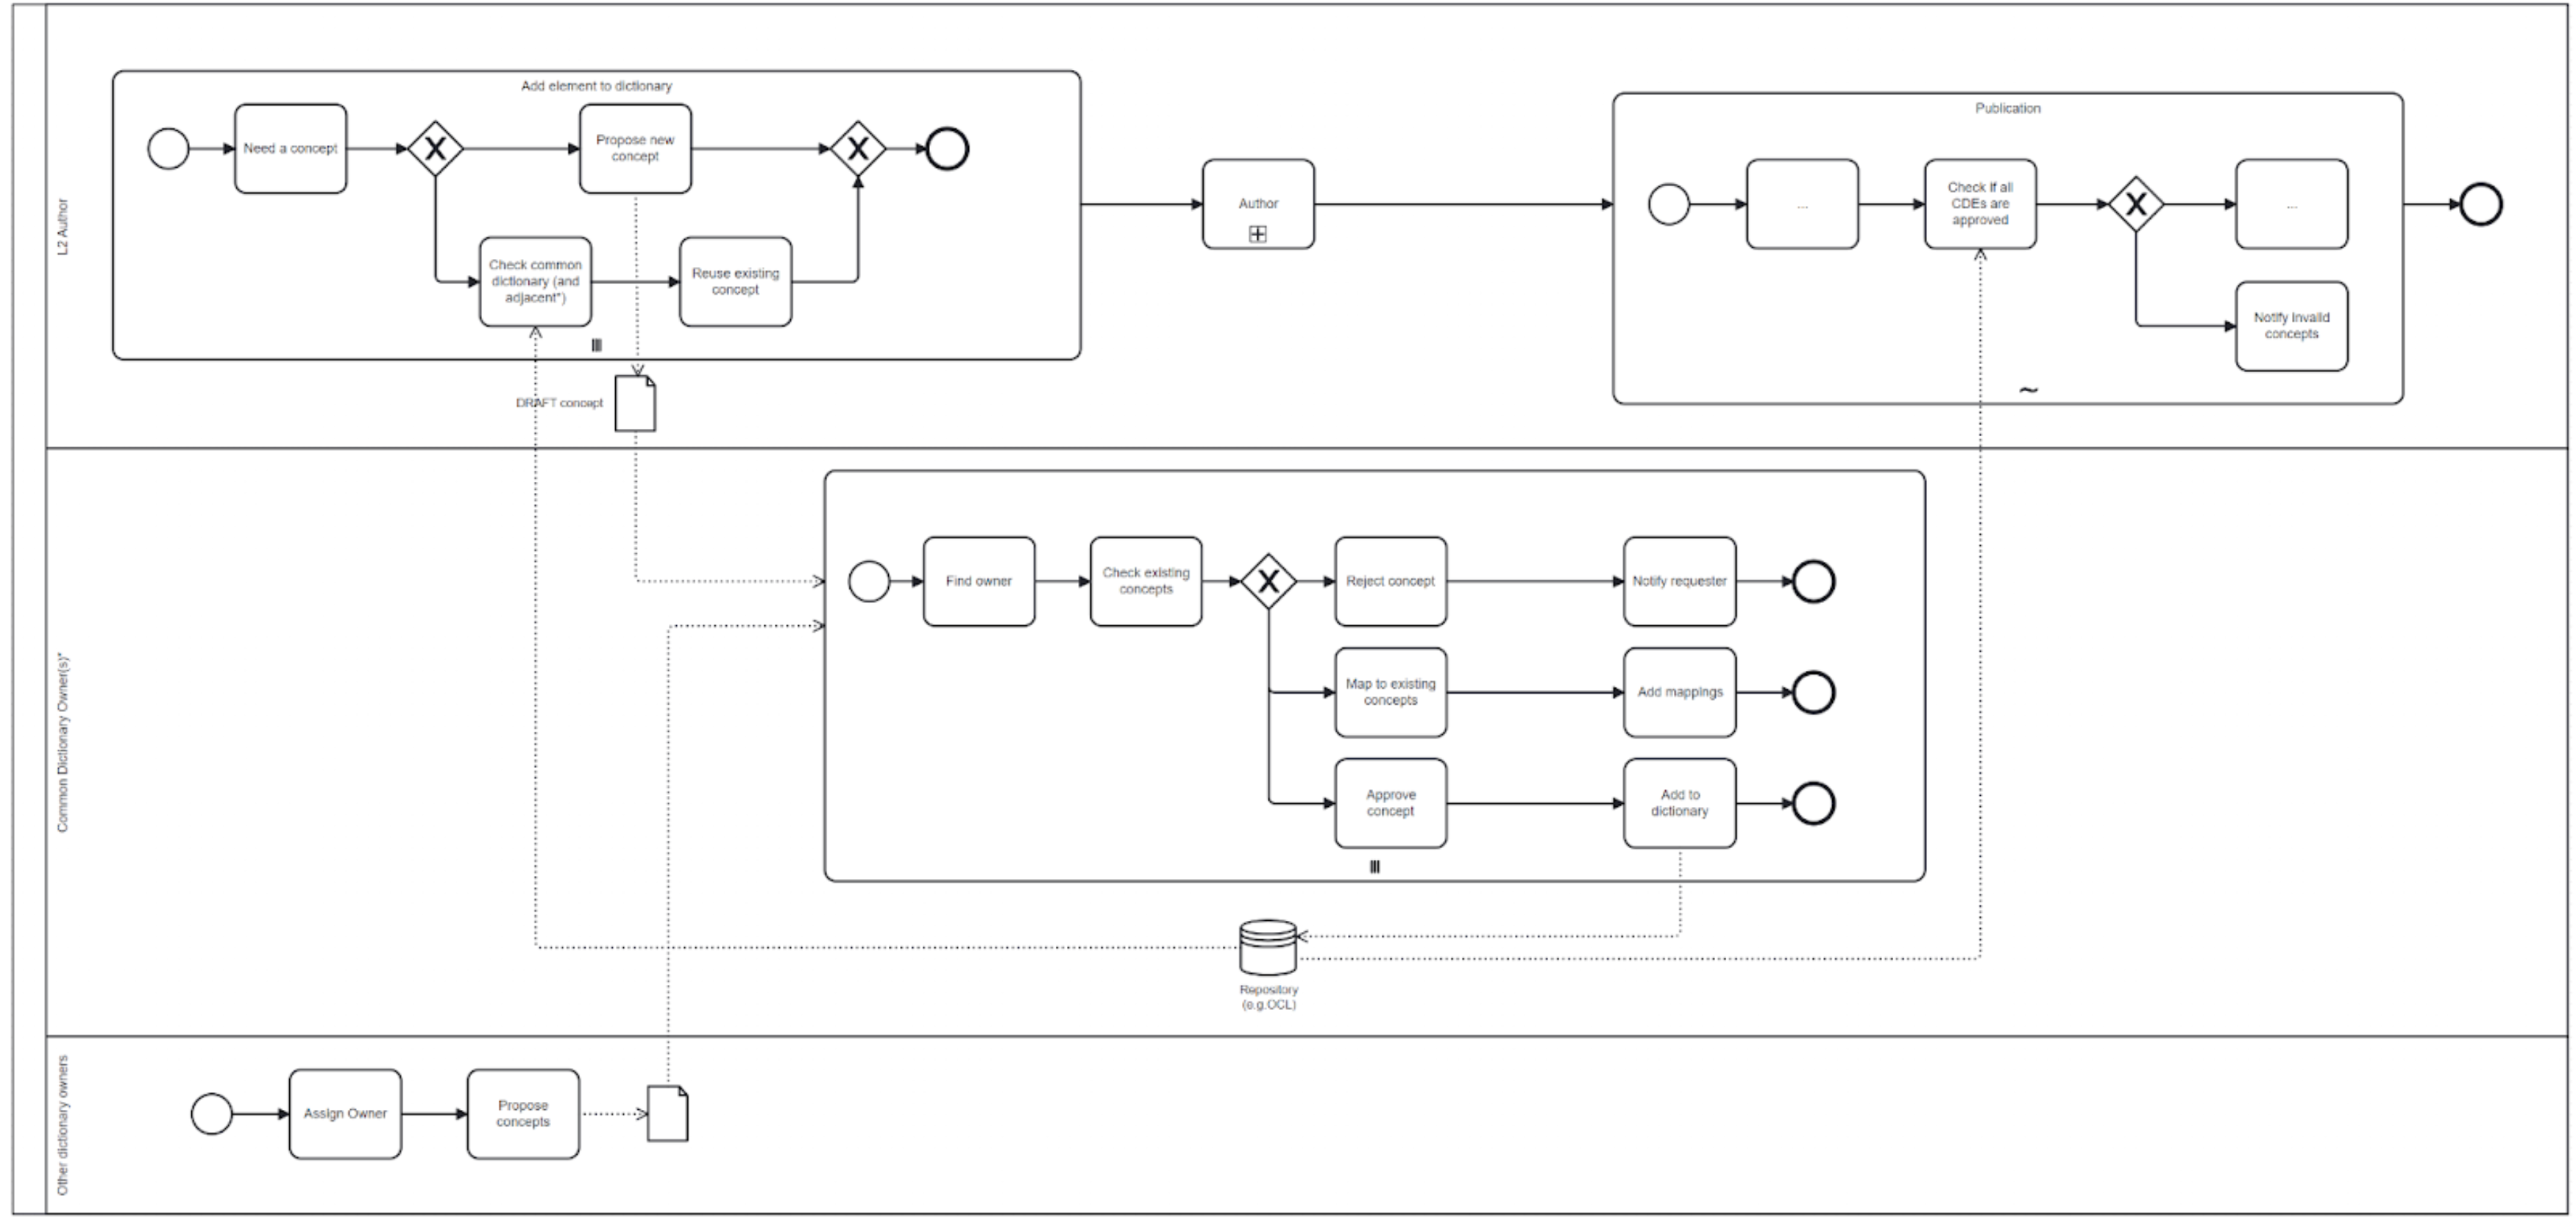 L2 Author
Add element to dictionary
Need a concept
Propose new
concept
Check common
dictionary (and
adjacent*)
Reuse existing
concept
DRAFT concept
Author
Publication
...
Check if all
CDEs are
approved
...
Notify invalid
concepts
Common Dictionary Owner(s)*
Find owner
Check existing
concepts
Reject concept
Notify requester
Map to existing
concepts
Add mappings
Approve
concept
Add to
dictionary
Repository
(e.g.OCL)
Other dictionary owners
Assign Owner
Propose
concepts